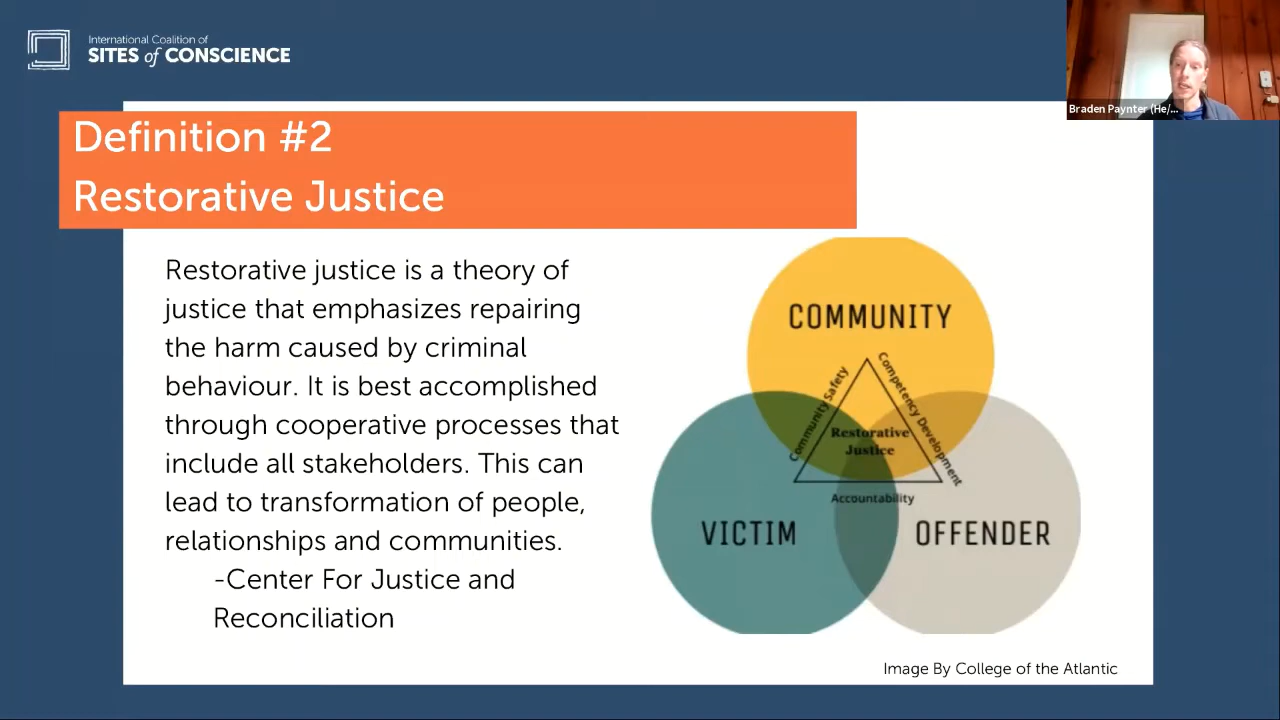 International Coalition of
SITES of CONSCIENCE
Braden Paynter (He/...
Definition #2
Restorative Justice
Restorative justice is a theory of
justice that emphasizes repairing
the harm caused by criminal
behaviour. It is best accomplished
through cooperative processes that
include all stakeholders. This can
lead to transformation of people,
relationships and communities.
-Center For Justice and
Reconciliation
COMMUNITY
Community Safety
Competency Development
Restorative
Justice
Accountability
VICTIM
OFFENDER
Image By College of the Atlantic